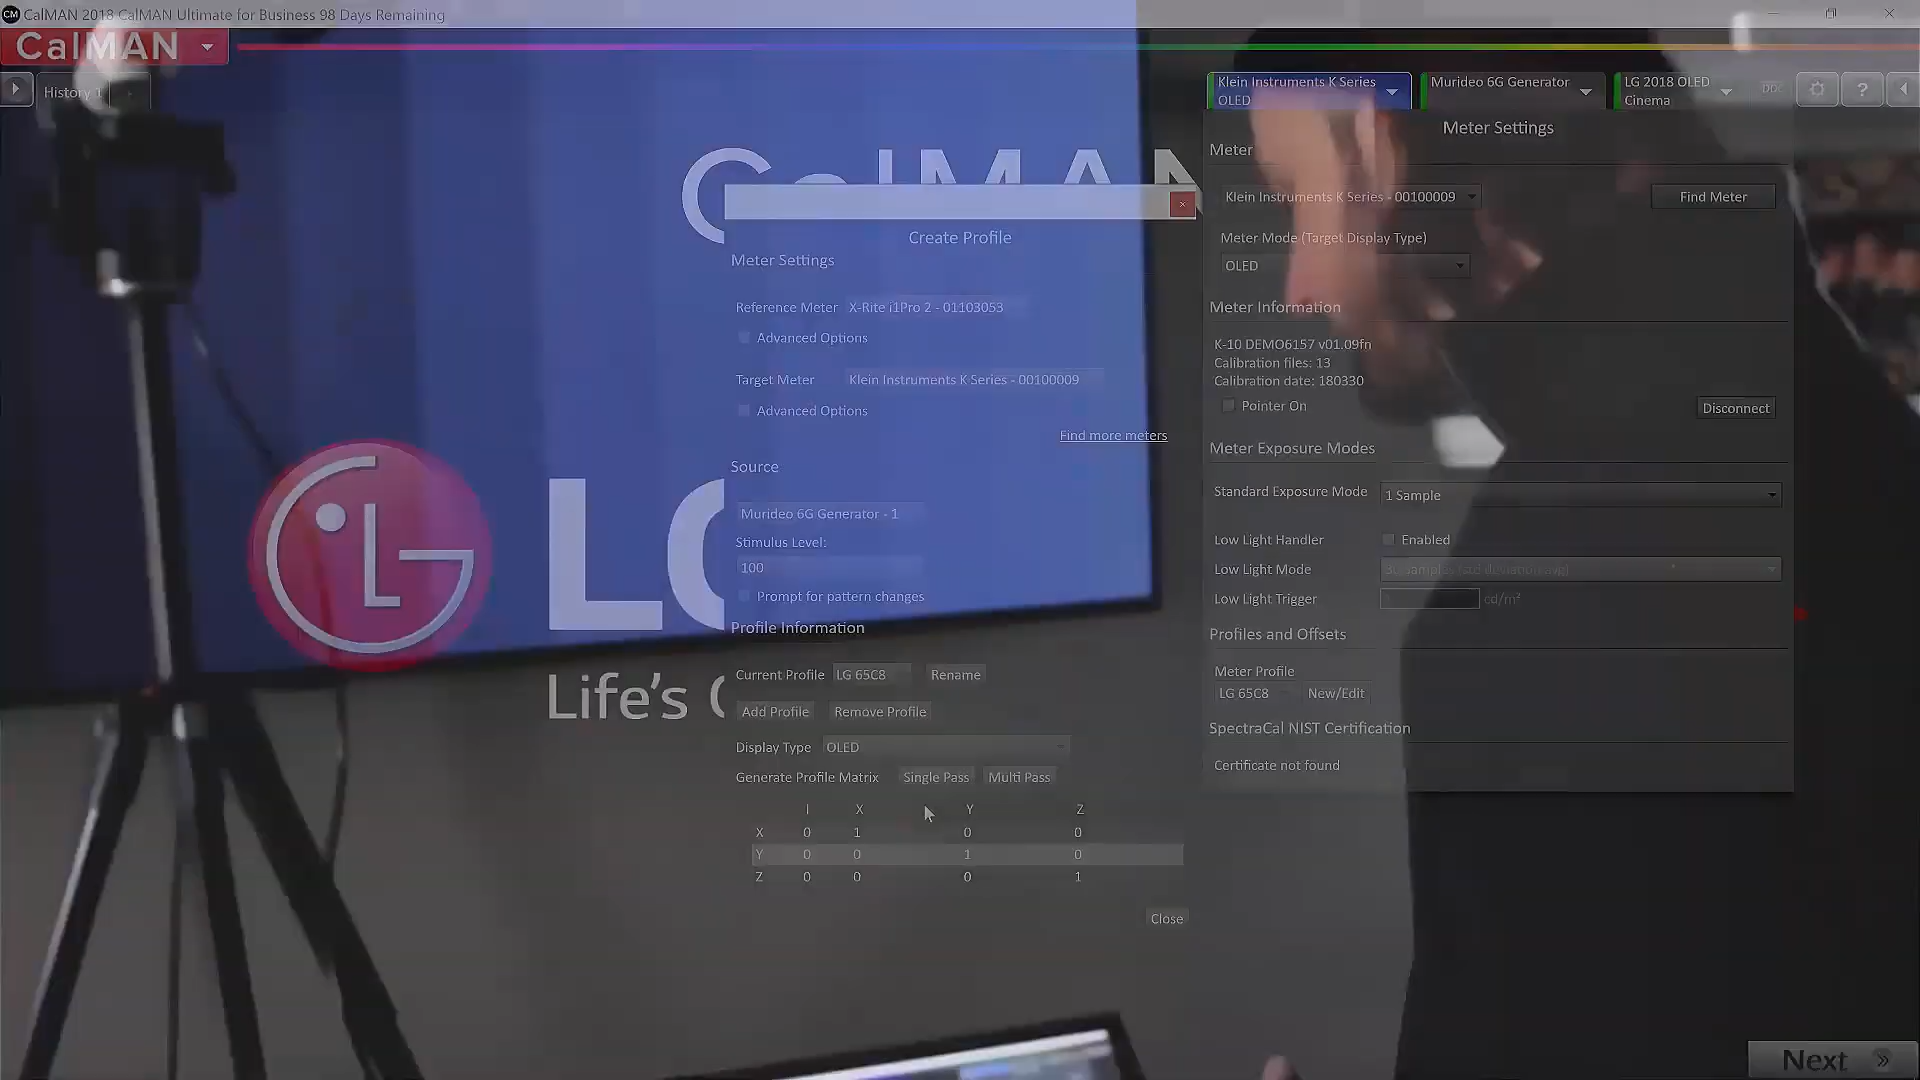 CalMAN 2018 CalMAN Ultimate for Business 98 Days Remaining
CalMAN
History 1
Klein Instruments K Series
OLED
Murideo 6G Generator
LG 2018 OLED
Cinema
DDC
?
Meter Settings
Meter
Klein Instruments K Series - 00100009
Find Meter
Meter Mode (Target Display Type)
OLED
Meter Information
K-10 DEMO6157 v01.09fn
Calibration files: 13
Calibration date: 180330
Pointer On
Disconnect
Meter Exposure Modes
Standard Exposure Mode
1 Sample
Low Light Handler
Enabled
Low Light Mode
Low Light Trigger
cd/m²
Profiles and Offsets
Meter Profile
LG 65C8
New/Edit
SpectraCal NIST Certification
Certificate not found
Next
CalMAN
Create Profile
Meter Settings
Reference Meter
X-Rite i1Pro 2 - 01103053
Advanced Options
Target Meter
Klein Instruments K Series - 00100009
Advanced Options
Find more meters
Source
Murideo 6G Generator - 1
Stimulus Level:
100
Prompt for pattern changes
Profile Information
Current Profile
LG 65C8
Rename
Add Profile
Remove Profile
Display Type
OLED
Generate Profile Matrix
Single Pass
Multi Pass
I X Y Z
X 0 1 0 0
Y 0 0 1 0
Z 0 0 0 1
Close
LG
LG
Life's